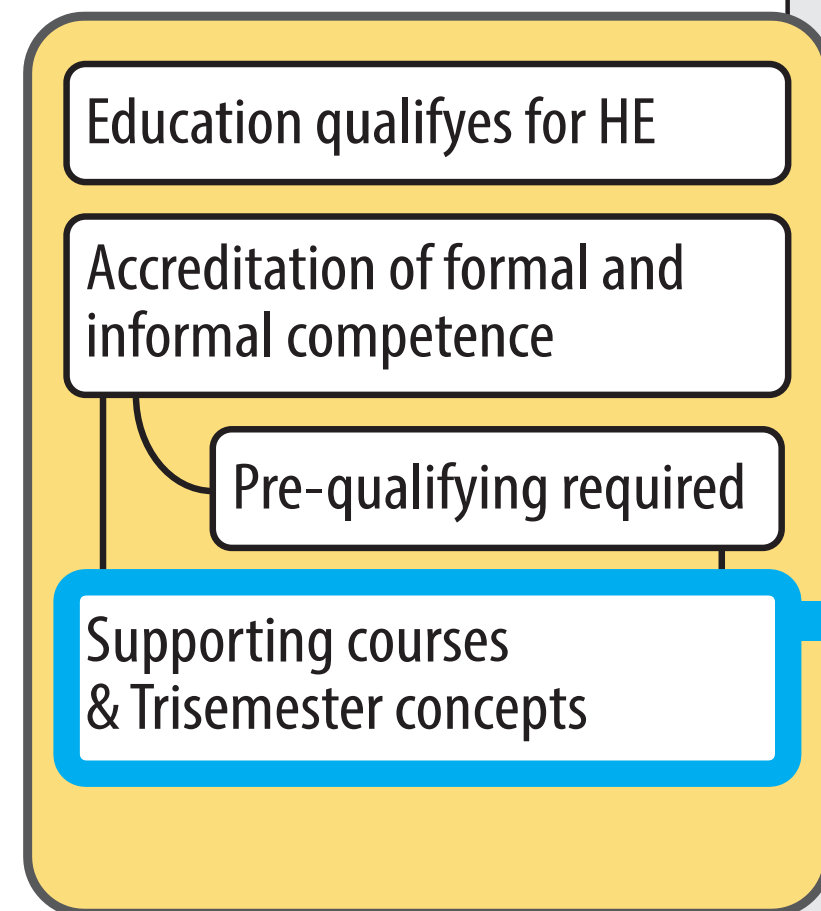 Education qualifyes for HE
Accreditation of formal and
informal competence
Pre-qualifying required
Supporting courses
& Trisemester concepts